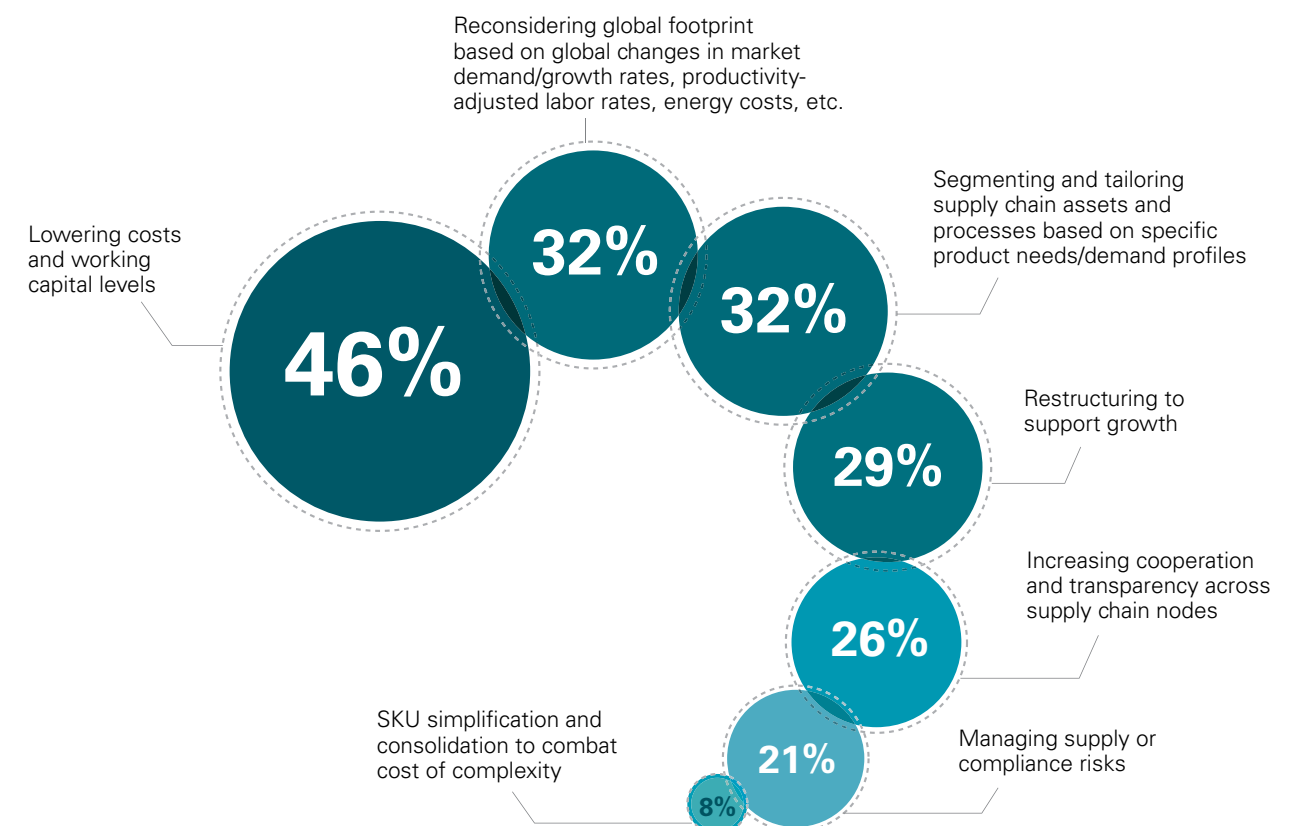 Reconsidering global footprint
based on global changes in market
demand/growth rates, productivity-
adjusted labor rates, energy costs, etc.
32%
Segmenting and tailoring
supply chain assets and
processes based on specific
product needs/demand profiles
32%
Lowering costs
and working
capital levels
46%
Restructuring to
support growth
29%
Increasing cooperation
and transparency across
supply chain nodes
26%
Managing supply or
compliance risks
21%
SKU simplification and
consolidation to combat
cost of complexity
8%